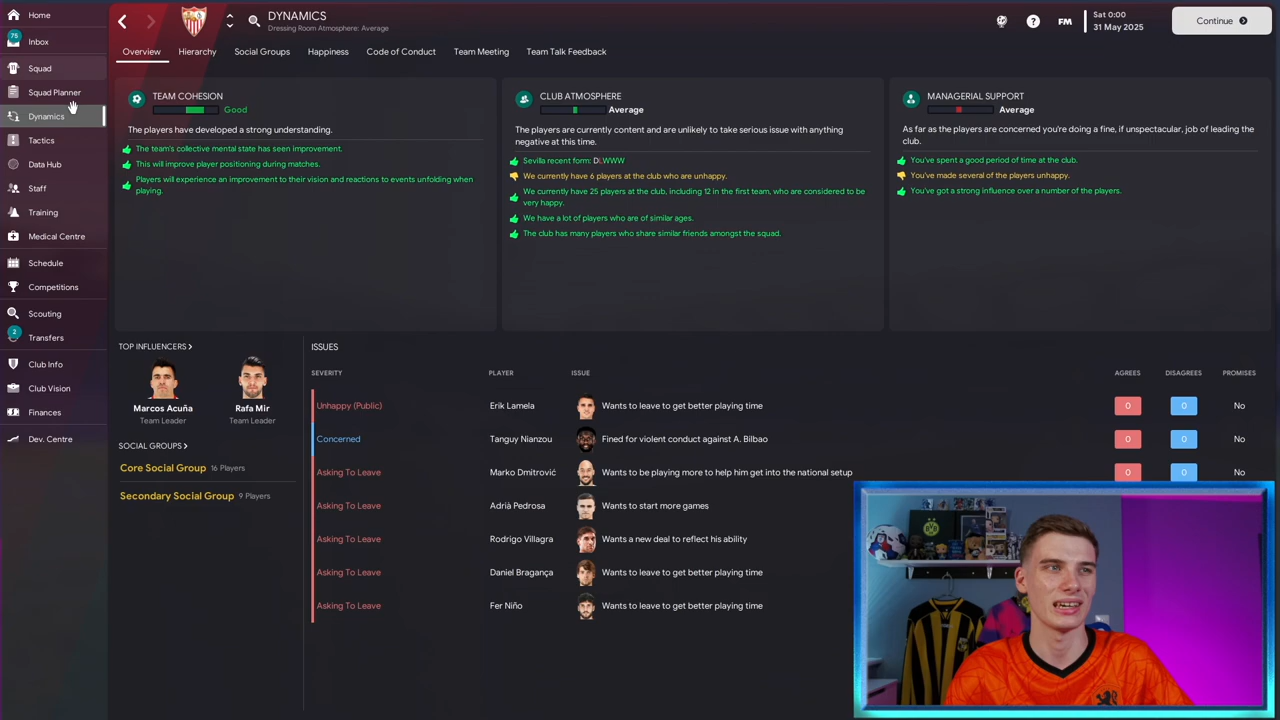 Home
75
Inbox
Squad
Squad Planner
Dynamics
Tactics
Data Hub
Staff
Training
Medical Centre
Schedule
Competitions
Scouting
2
Transfers
Club Info
Club Vision
Finances
Dev. Centre
DYNAMICS
Dressing Room Atmosphere: Average
FM
Sat 0:00
31 May 2025
Continue
Overview Hierarchy Social Groups Happiness Code of Conduct Team Meeting Team Talk Feedback
TEAM COHESION
Good
The players have developed a strong understanding.
The team's collective mental state has seen improvement.
This will improve player positioning during matches.
Players will experience an improvement to their vision and reactions to events unfolding when
playing.
CLUB ATMOSPHERE
Average
The players are currently content and are unlikely to take serious issue with anything
negative at this time.
Sevilla recent form: DLWWW
We currently have 6 players at the club who are unhappy.
We currently have 25 players at the club, including 12 in the first team, who are considered to be
very happy.
We have a lot of players who are of similar ages.
The club has many players who share similar friends amongst the squad.
MANAGERIAL SUPPORT
Average
As far as the players are concerned you're doing a fine, if unspectacular, job of leading the
club.
You've spent a good period of time at the club.
You've made several of the players unhappy.
You've got a strong influence over a number of the players.
TOP INFLUENCERS
Marcos Acuña
Team Leader
Rafa Mir
Team Leader
SOCIAL GROUPS
Core Social Group 16 Players
Secondary Social Group 9 Players
ISSUES
SEVERITY PLAYER ISSUE AGREES DISAGREES PROMISES
Unhappy (Public) Erik Lamela Wants to leave to get better playing time 0 0 No
Concerned Tanguy Nianzou Fined for violent conduct against A. Bilbao 0 0 No
Asking To Leave Marko Dmitrović Wants to be playing more to help him get into the national setup 0 0 No
Asking To Leave Adrià Pedrosa Wants to start more games
Asking To Leave Rodrigo Villagra Wants a new deal to reflect his ability
Asking To Leave Daniel Bragança Wants to leave to get better playing time
Asking To Leave Fer Niño Wants to leave to get better playing time